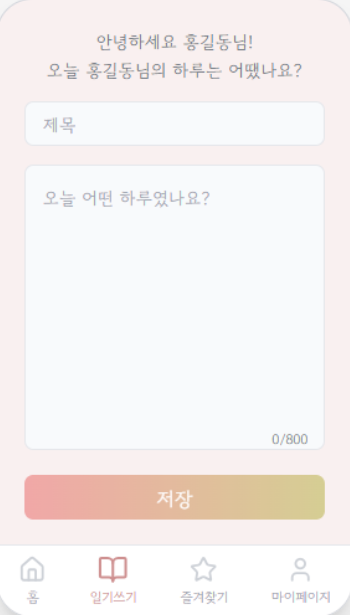 안녕하세요 홍길동님!
오늘 홍길동님의 하루는 어땠나요?
제목
오늘 어떤 하루였나요?
0/800
저장
홈
일기쓰기
즐겨찾기
마이페이지